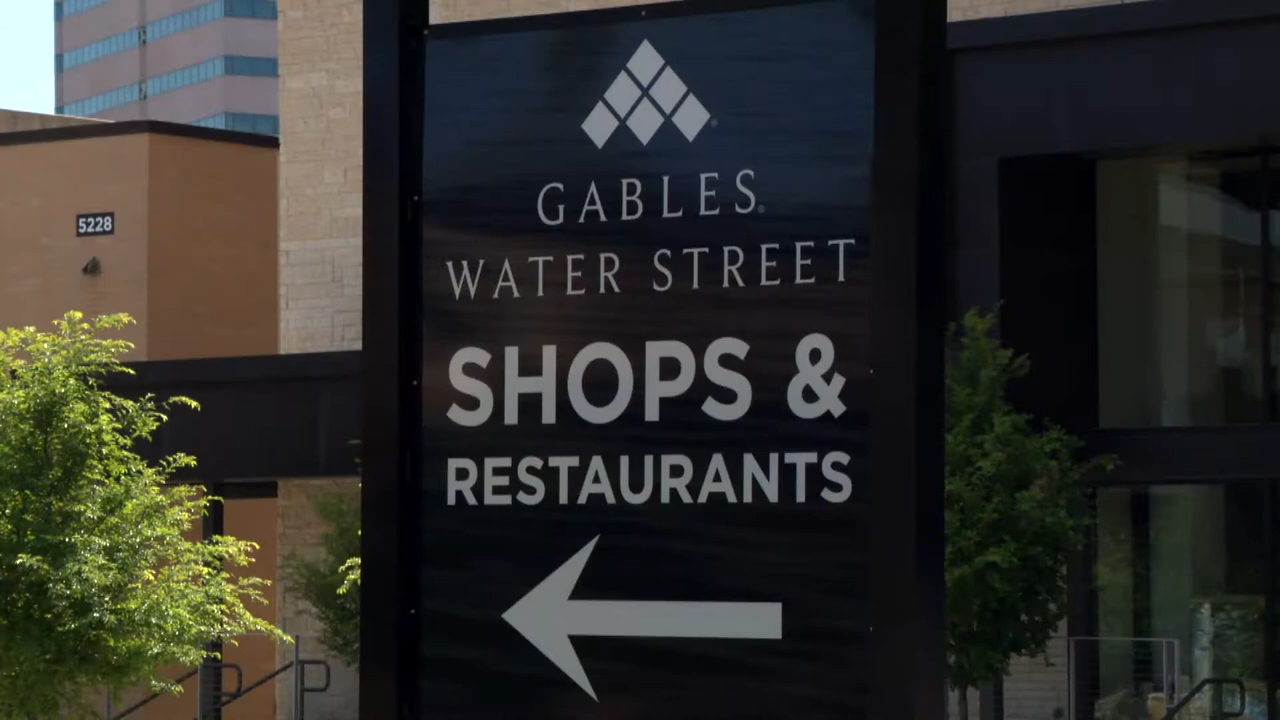 5228
GABLES®
WATER STREET
SHOPS &
RESTAURANTS